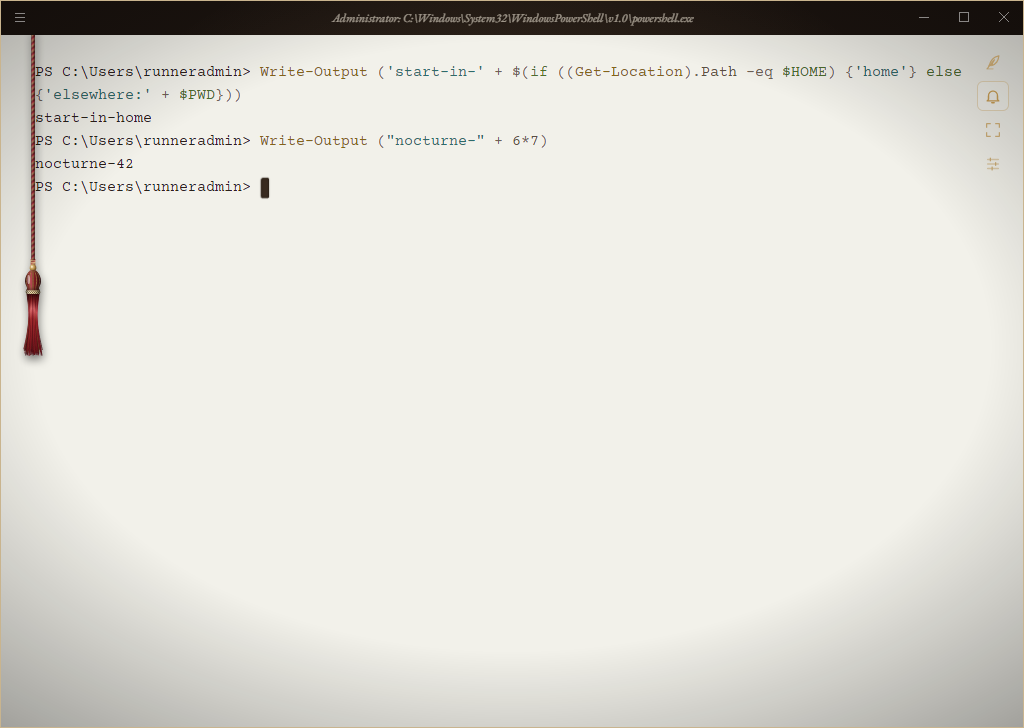 Administrator: C:\Windows\System32\WindowsPowerShell\v1.0\powershell.exe
PS C:\Users\runneradmin> Write-Output ('start-in-' + $(if ((Get-Location).Path -eq $HOME) {'home'} else
{'elsewhere:' + $PWD}))
start-in-home
PS C:\Users\runneradmin> Write-Output ("nocturne-" + 6*7)
nocturne-42
PS C:\Users\runneradmin>